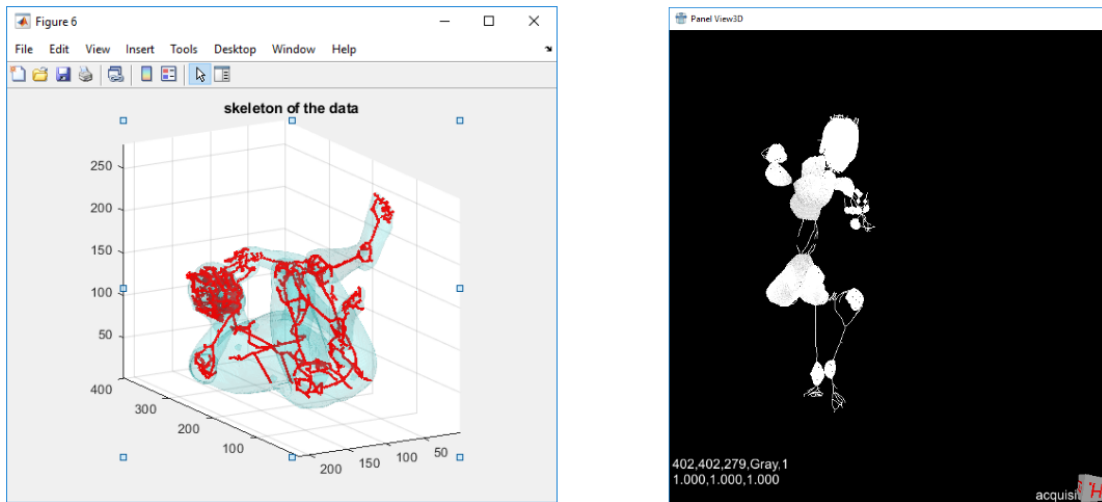 Figure 6
File Edit View Insert Tools Desktop Window Help
skeleton of the data
250
200
150
100
50
400
300
200
100
200
150
100
50
Panel View3D
402,402,279,Gray,1
1.000,1.000,1.000
acquisi
H